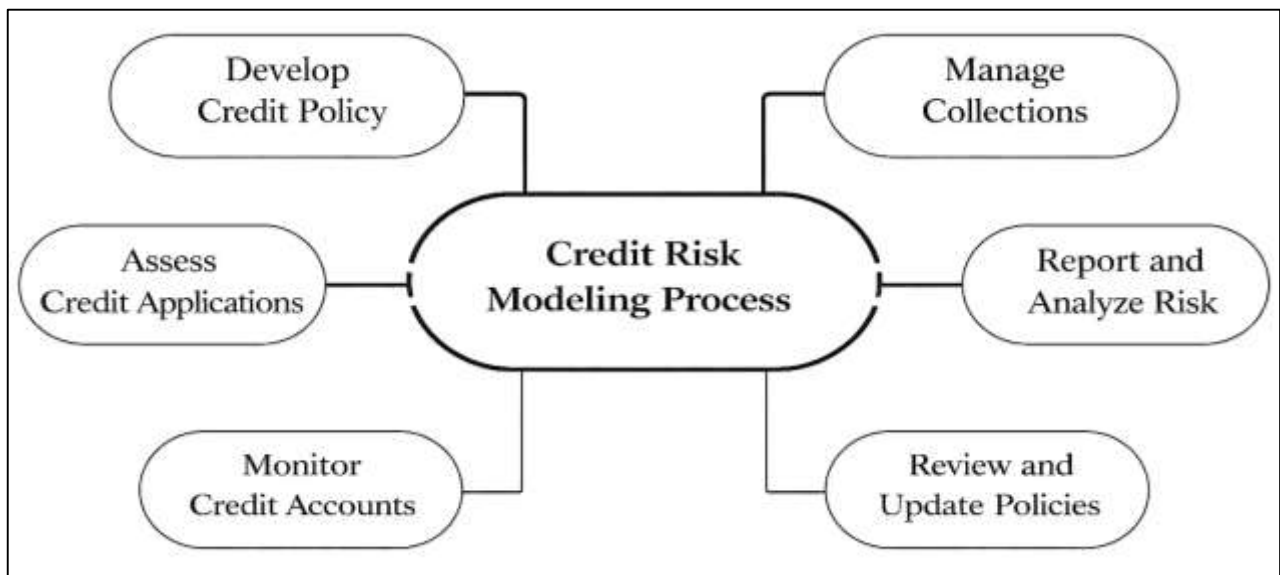 Develop
Credit Policy
Manage
Collections
Assess
Credit Applications
Credit Risk
Modeling Process
Report and
Analyze Risk
Monitor
Credit Accounts
Review and
Update Policies